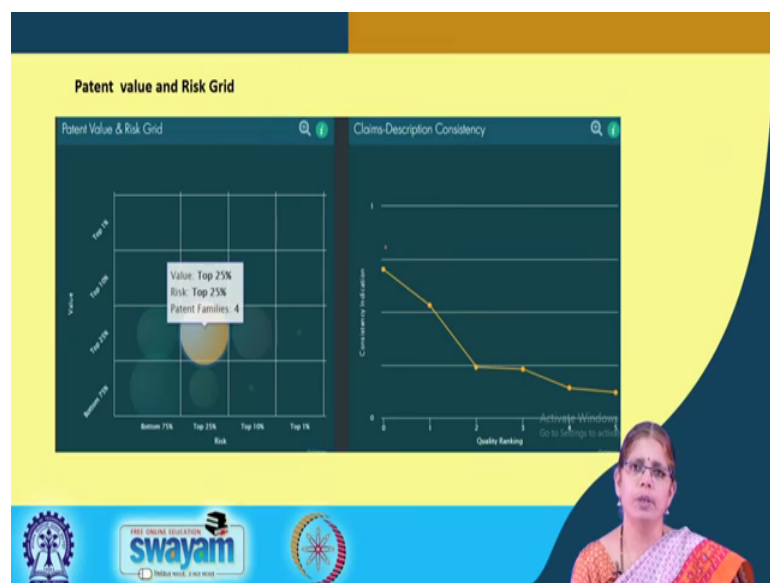 Patent value and Risk Grid
Patent Value & Risk Grid
Value
Top 1%
Top 10%
Top 25%
Bottom 75%
Value: Top 25%
Risk: Top 25%
Patent Families: 4
Bottom 75%
Top 25%
Top 10%
Top 1%
Risk
Claims-Description Consistency
Consistency Indication
1
0
0
1
2
3
4
5
Quality Ranking
Activate Windows
Go to Settings to activ
FREE ONLINE EDUCATION
swayam